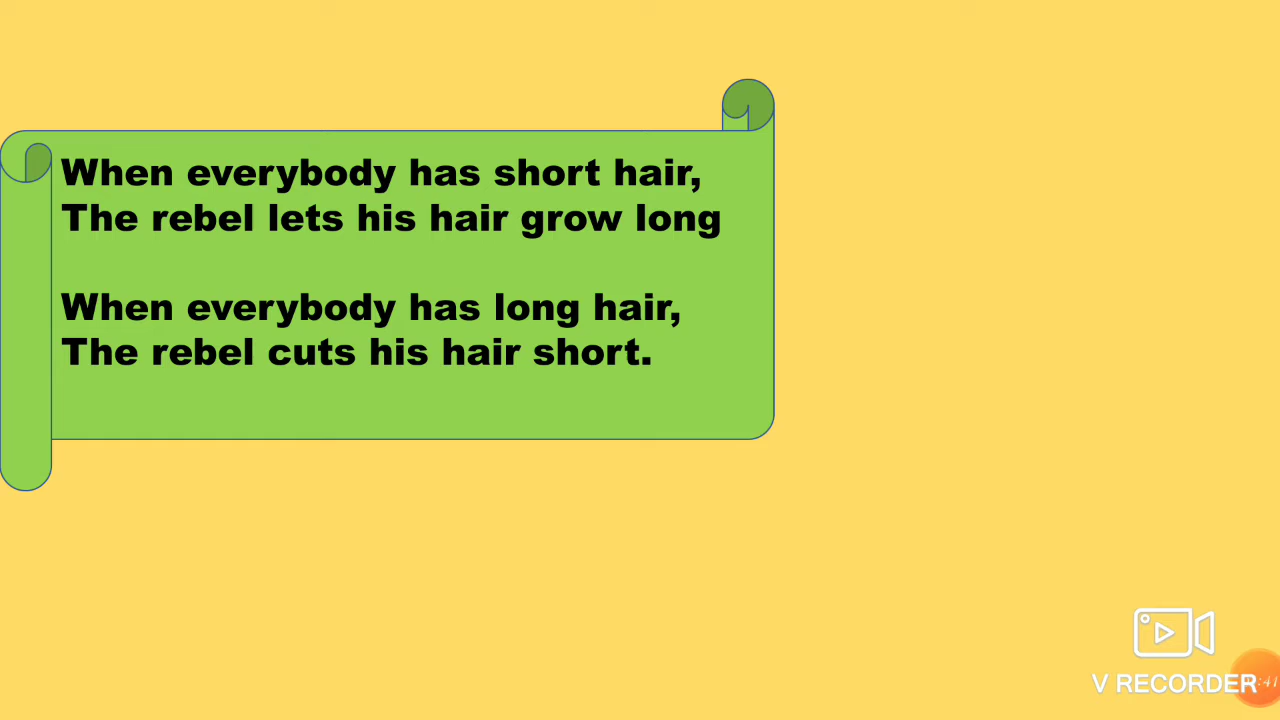 When everybody has short hair,
The rebel lets his hair grow long
When everybody has long hair,
The rebel cuts his hair short.
V RECORDER
:41